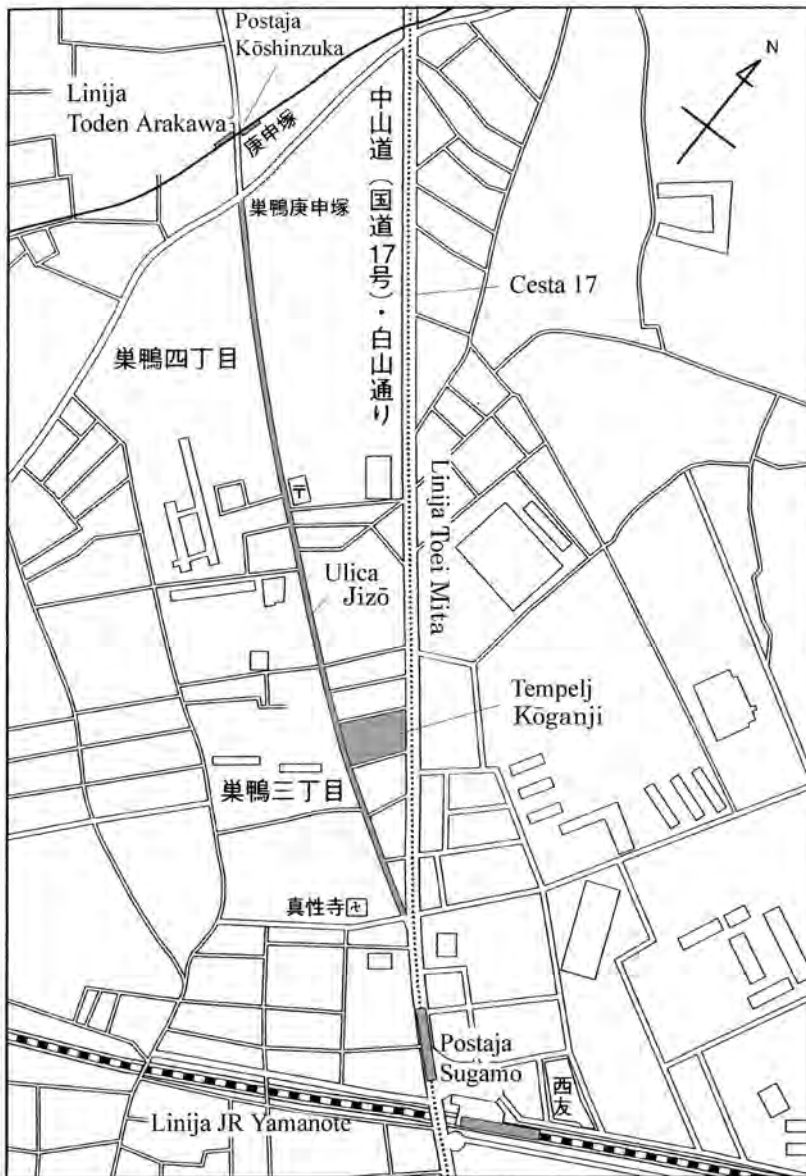 Postaja
Kōshinzuka
N
Linija
Toden Arakawa
庚申塚
巣鴨庚申塚
中山道（国道17号）・白山通り
Cesta 17
巣鴨四丁目
〒
Linija Toei Mita
Ulica
Jizō
Tempelj
Kōganji
巣鴨三丁目
真性寺
卍
Postaja
Sugamo
西友
Linija JR Yamanote